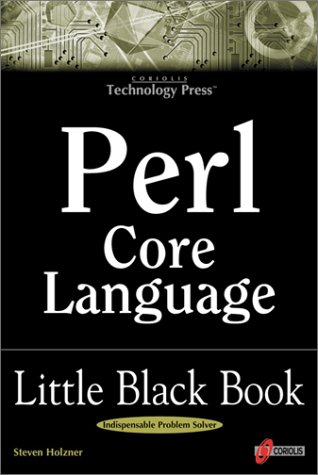 CORIOLIS
Technology Press™
Perl
Core
Language
Little Black Book
Indispensable Problem Solver
Steven Holzner
CORIOLIS